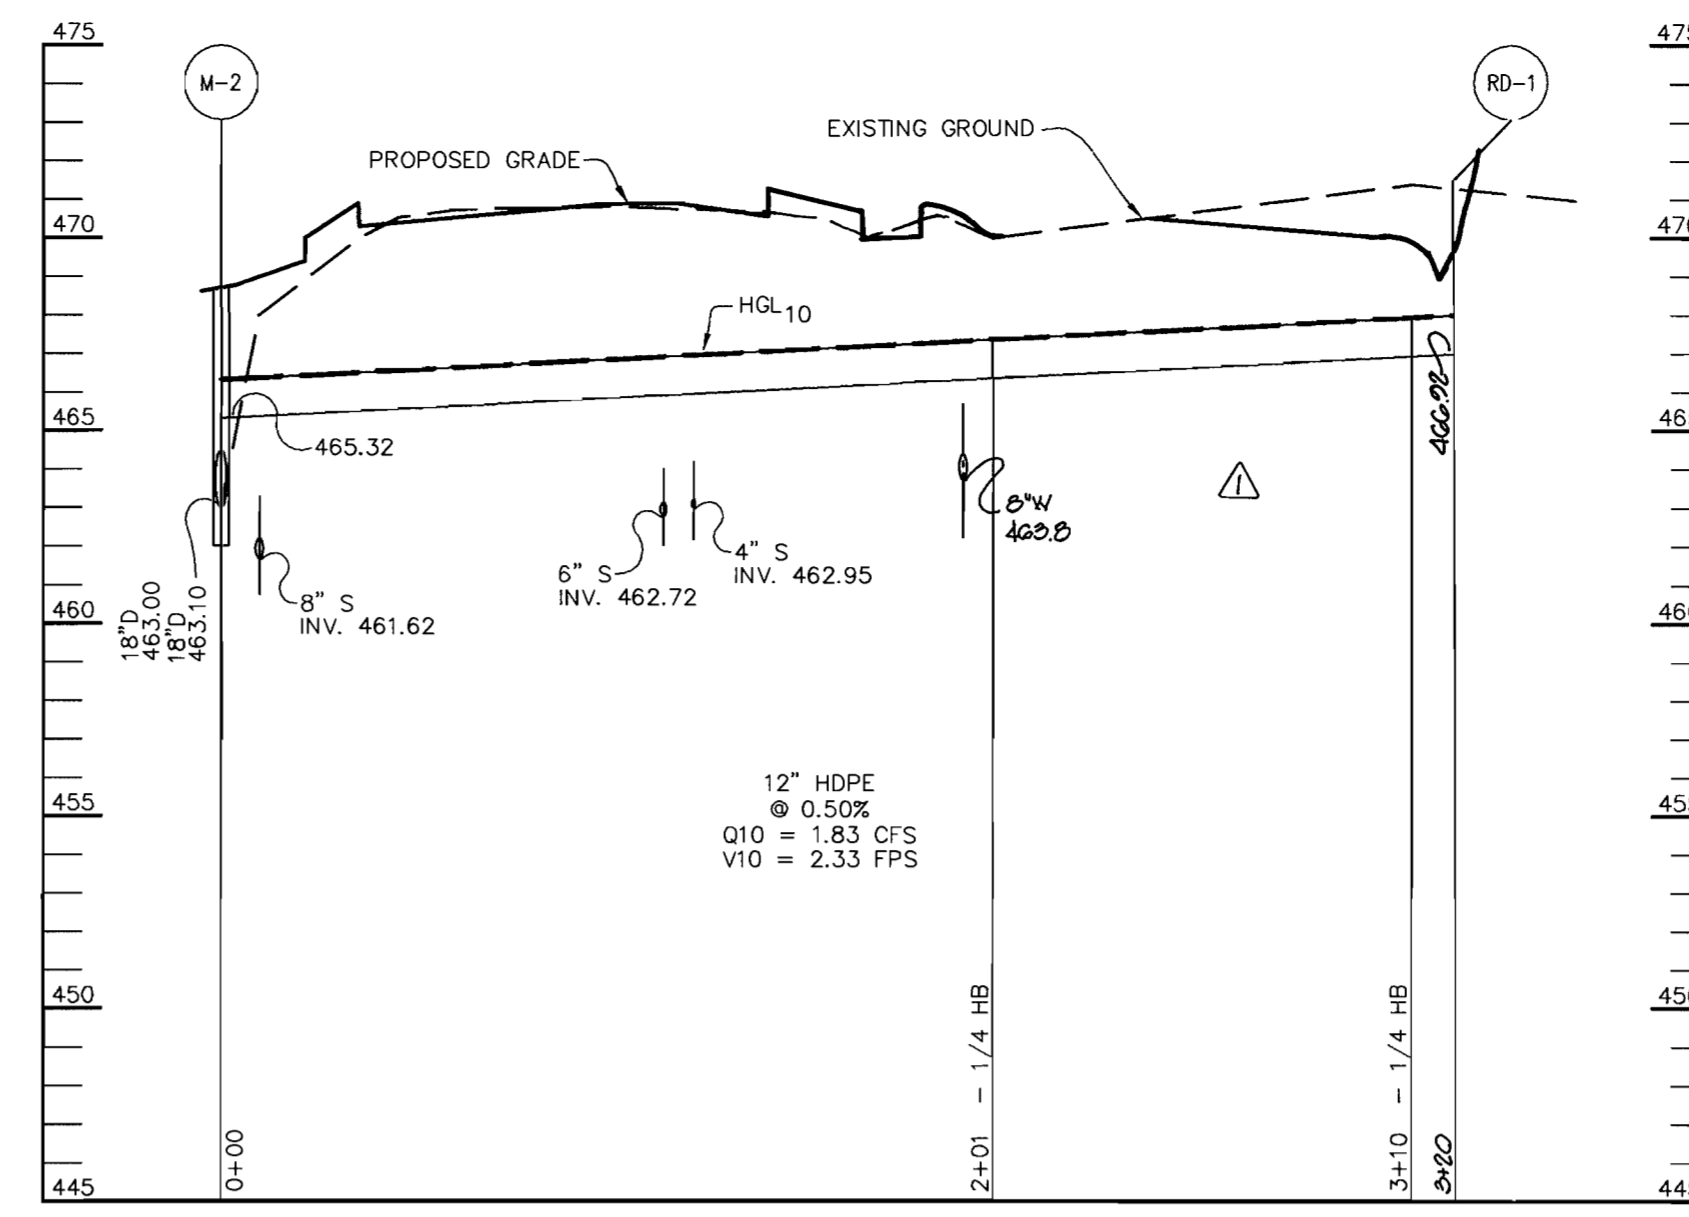 475
475
M-2
RD-1
EXISTING GROUND
PROPOSED GRADE
470
HGL10
466.92
465
465.32
8"W
463.8
4" S
INV. 462.95
6" S
INV. 462.72
8" S
INV. 461.62
18"D
463.00
18"D
463.10
1
460
12" HDPE
@ 0.50%
Q10 = 1.83 CFS
V10 = 2.33 FPS
455
450
0+00
2+01 - 1/4 HB
3+10 - 1/4 HB
3+20
445